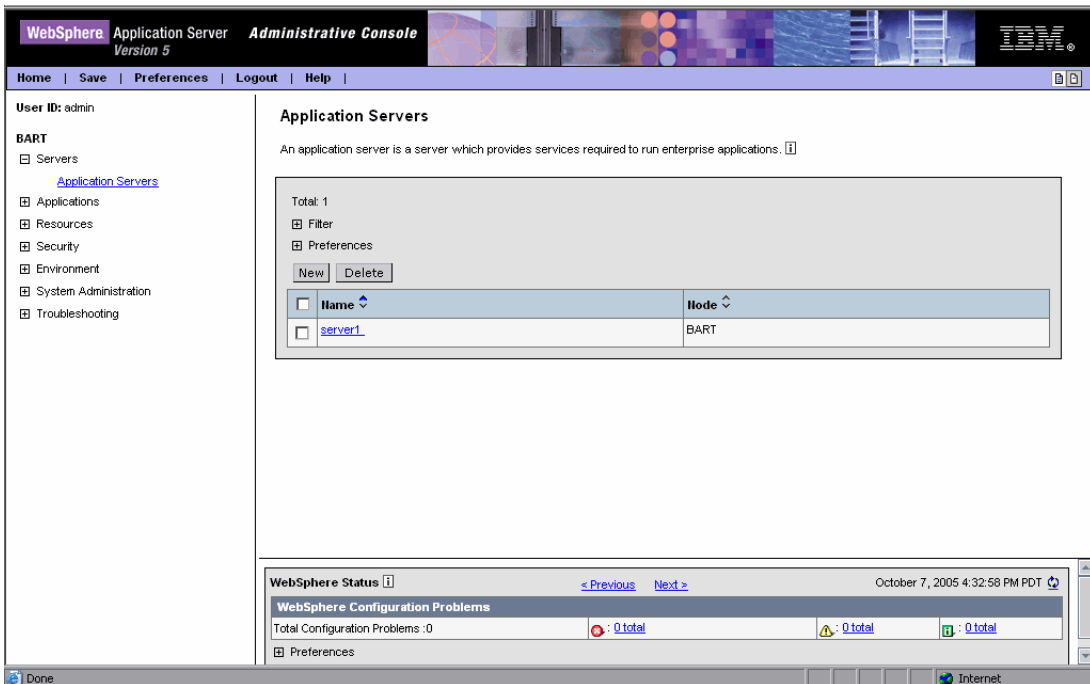 WebSphere Application Server Administrative Console
Version 5
IBM®
Home | Save | Preferences | Logout | Help |
User ID: admin
BART
Servers
Application Servers
Applications
Resources
Security
Environment
System Administration
Troubleshooting
Application Servers
An application server is a server which provides services required to run enterprise applications. i
Total: 1
Filter
Preferences
New Delete
Name Node
server1 BART
WebSphere Status i < Previous Next > October 7, 2005 4:32:58 PM PDT
WebSphere Configuration Problems
Total Configuration Problems :0 : 0 total : 0 total : 0 total
Preferences
Done Internet